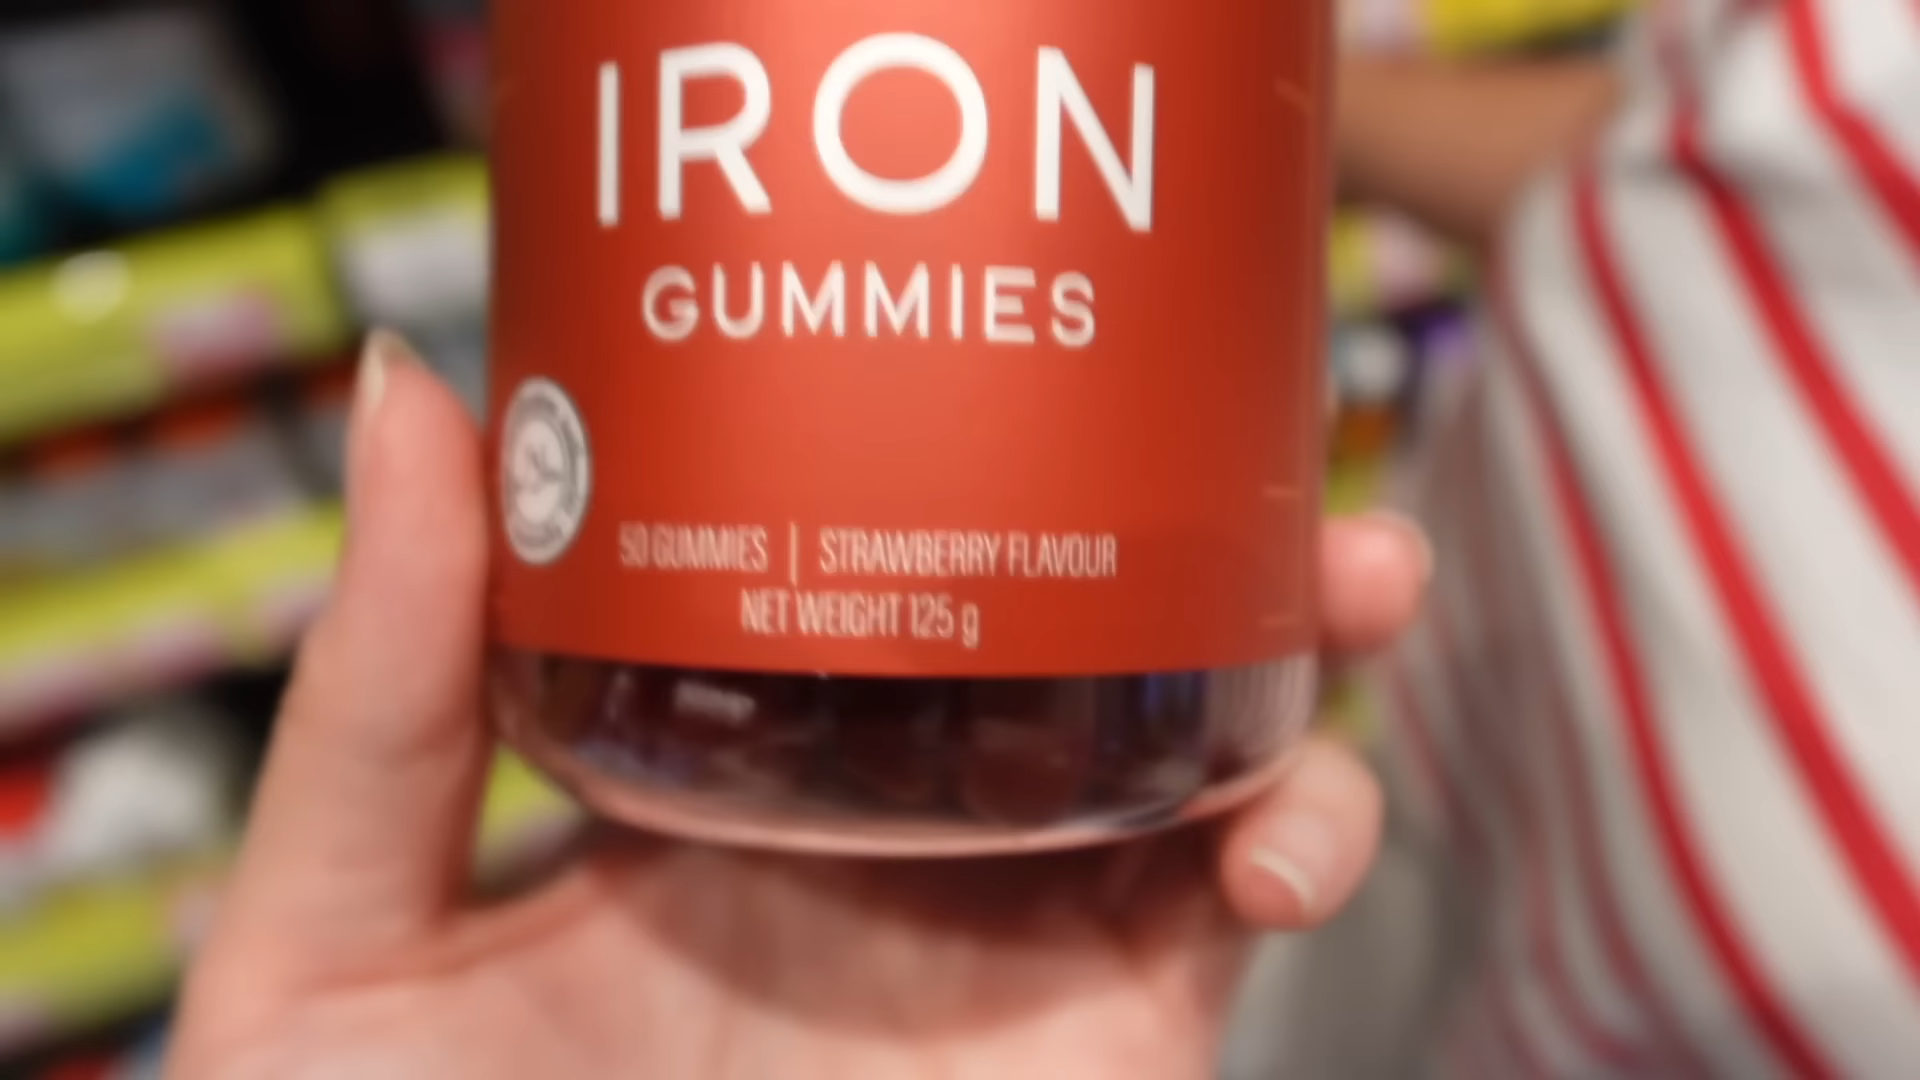 IRON
GUMMIES
50 GUMMIES | STRAWBERRY FLAVOUR
NET WEIGHT 125 g